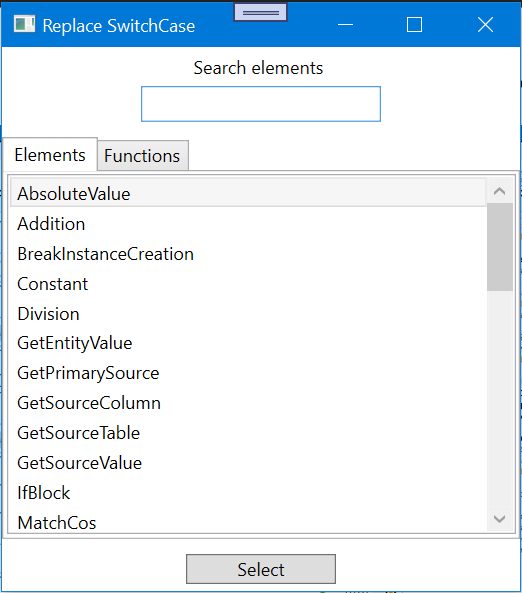 Replace SwitchCase
Search elements
Elements Functions
AbsoluteValue
Addition
BreakInstanceCreation
Constant
Division
GetEntityValue
GetPrimarySource
GetSourceColumn
GetSourceTable
GetSourceValue
IfBlock
MatchCos
Select